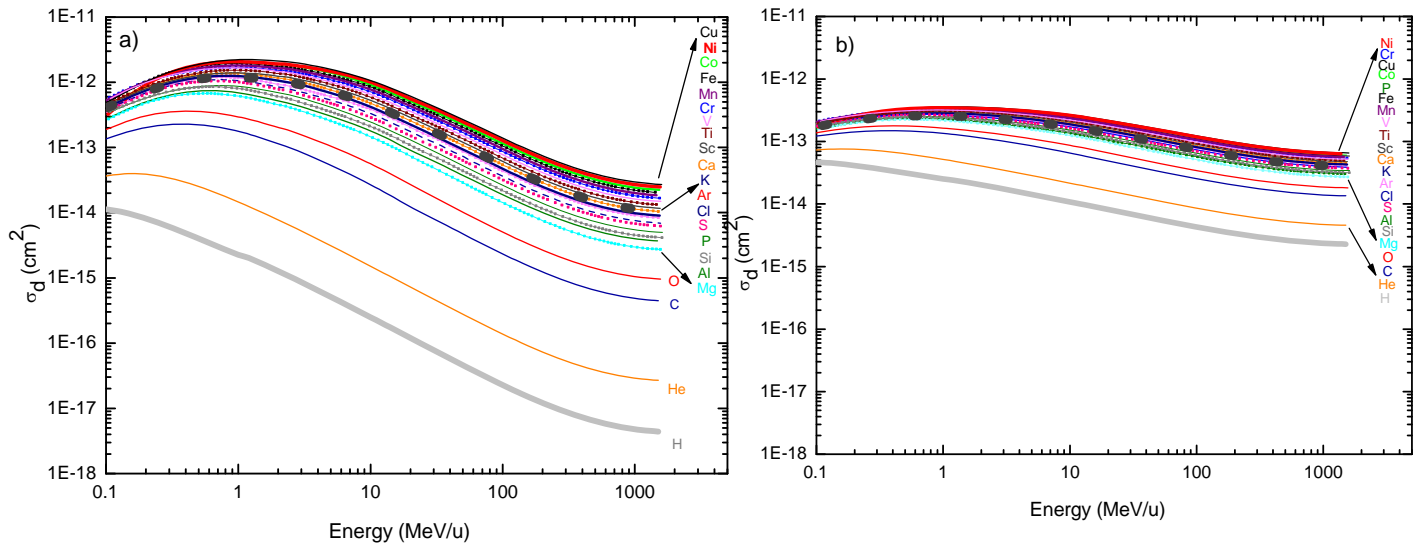 a)
1E-11
1E-12
1E-13
1E-14
1E-15
1E-16
1E-17
1E-18
σd (cm2)
0.1 1 10 100 1000
Energy (MeV/u)
Cu
Ni
Co
Fe
Mn
Cr
V
Ti
Sc
Ca
K
Ar
Cl
S
P
Si
Al
Mg
O
C
He
H
b)
1E-11
1E-12
1E-13
1E-14
1E-15
1E-16
1E-17
1E-18
σd (cm2)
0.1 1 10 100 1000
Energy (MeV/u)
Ni
Cr
Cu
Co
P
Fe
Mn
V
Ti
Sc
Ca
K
Ar
Cl
S
Al
Si
Mg
O
C
He
H